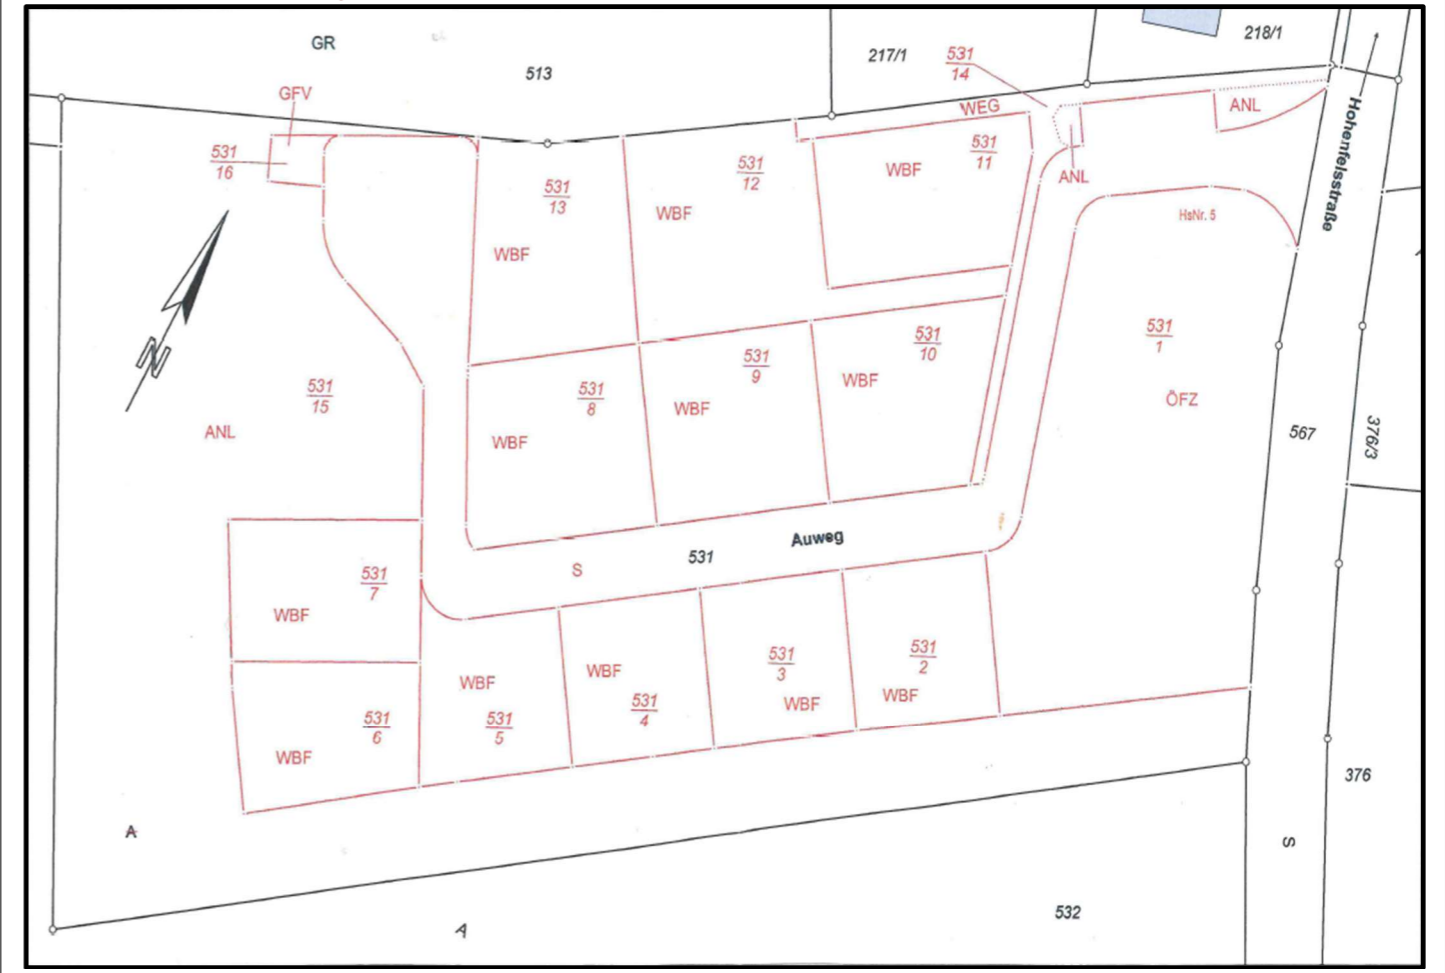 GR
513
217/1
531
14
218/1
GFV
WEG
ANL
531
16
531
13
531
12
WBF
531
11
ANL
Hohenfelsstraße
WBF
HsNr. 5
WBF
N
531
15
ANL
531
8
WBF
531
9
WBF
531
10
WBF
531
1
ÖFZ
567
376/3
Auweg
531
S
531
7
WBF
531
6
WBF
WBF
531
5
WBF
531
4
531
3
WBF
531
2
WBF
376
A
S
A
532